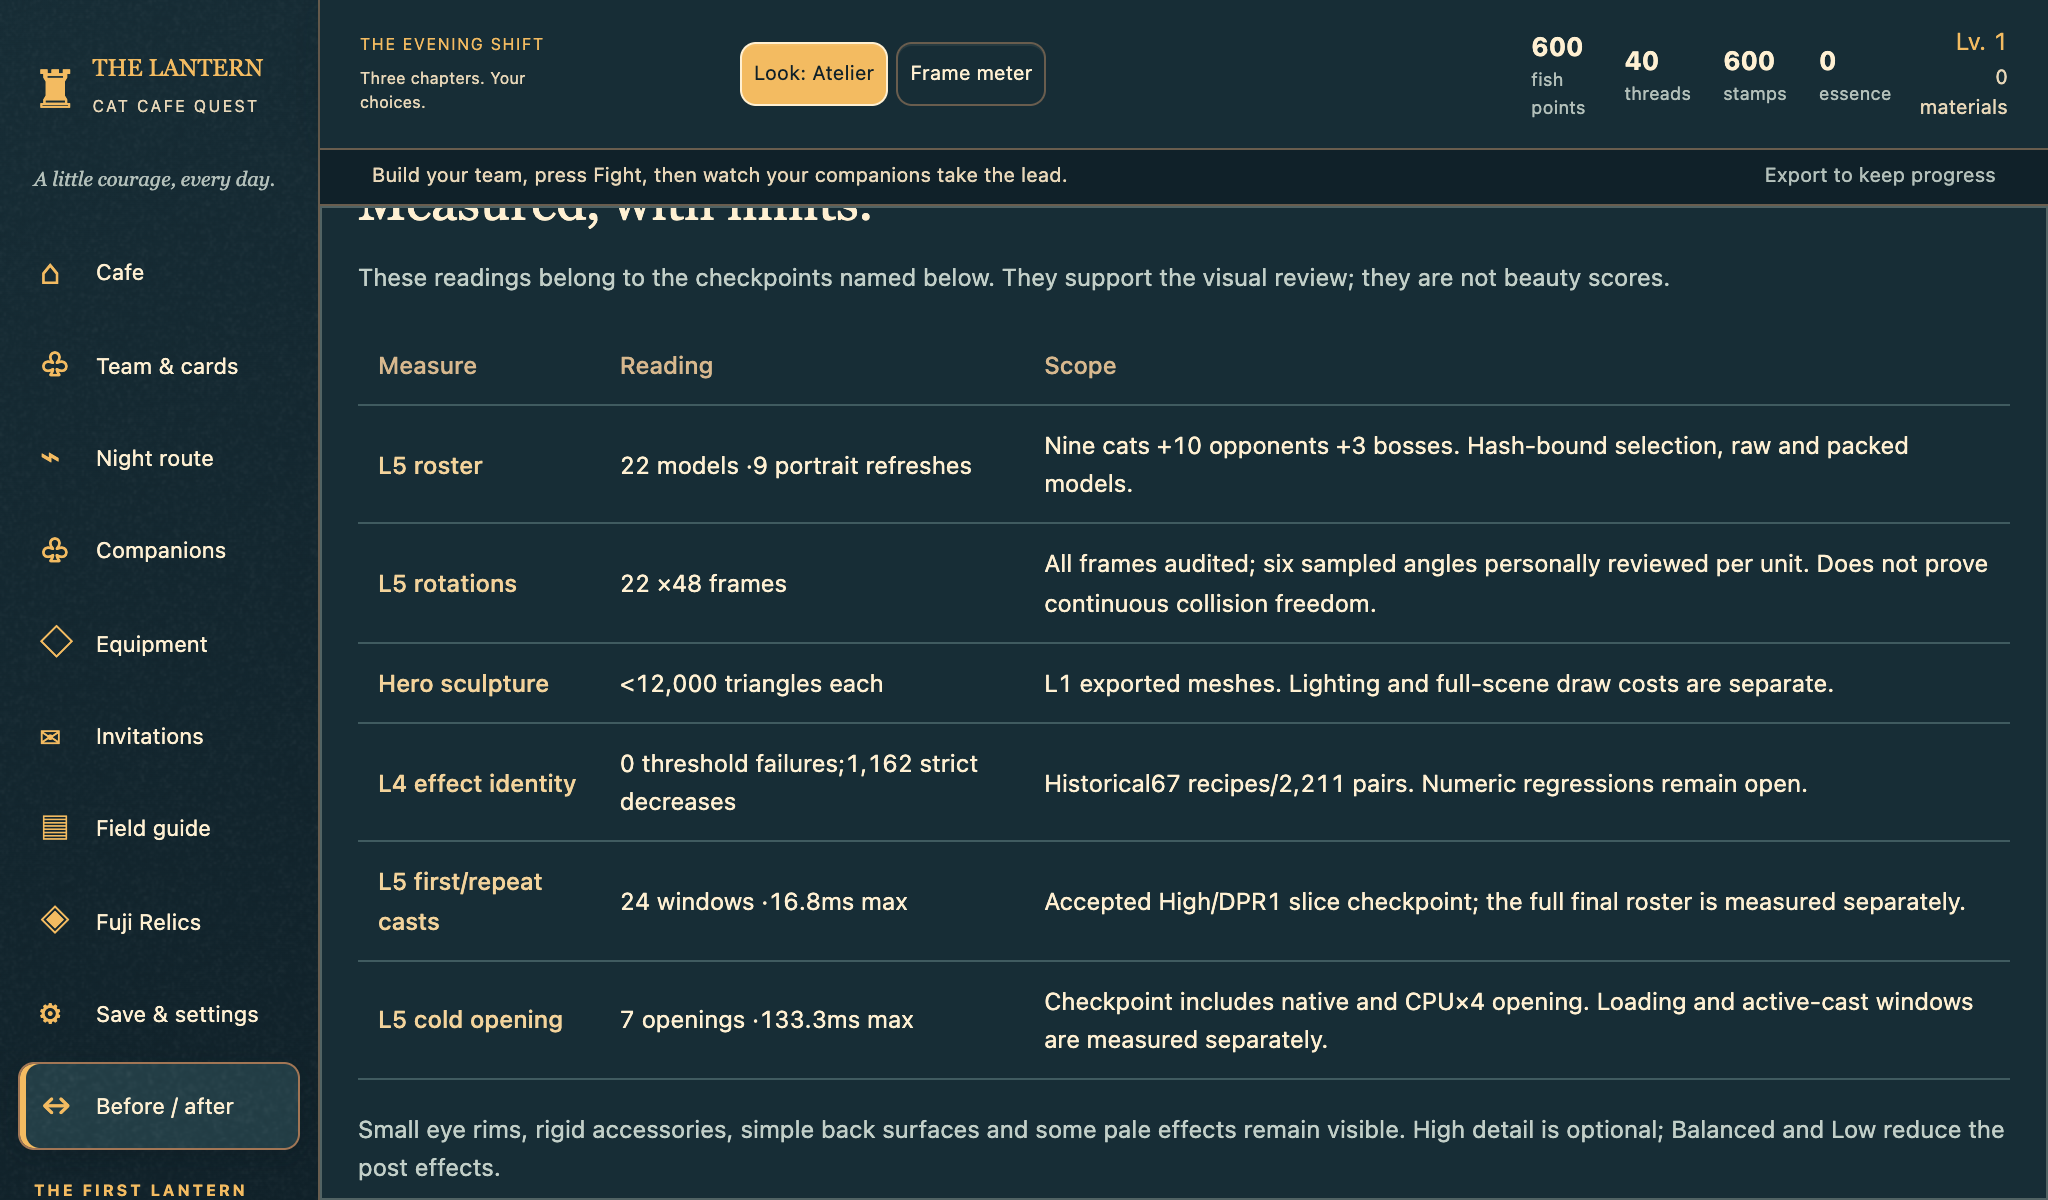 THE LANTERN
CAT CAFE QUEST
A little courage, every day.
Cafe
Team & cards
Night route
Companions
Equipment
Invitations
Field guide
Fuji Relics
Save & settings
Before / after
THE FIRST LANTERN
THE EVENING SHIFT
Three chapters. Your
choices.
Look: Atelier
Frame meter
600
fish
points
40
threads
600
stamps
0
essence
Lv. 1
0
materials
Build your team, press Fight, then watch your companions take the lead.
Export to keep progress
Measured, with limits.
These readings belong to the checkpoints named below. They support the visual review; they are not beauty scores.
Measure
Reading
Scope
L5 roster
22 models ·9 portrait refreshes
Nine cats +10 opponents +3 bosses. Hash-bound selection, raw and packed
models.
L5 rotations
22 ×48 frames
All frames audited; six sampled angles personally reviewed per unit. Does not prove
continuous collision freedom.
Hero sculpture
<12,000 triangles each
L1 exported meshes. Lighting and full-scene draw costs are separate.
L4 effect identity
0 threshold failures;1,162 strict
decreases
Historical67 recipes/2,211 pairs. Numeric regressions remain open.
L5 first/repeat
casts
24 windows ·16.8ms max
Accepted High/DPR1 slice checkpoint; the full final roster is measured separately.
L5 cold opening
7 openings ·133.3ms max
Checkpoint includes native and CPU×4 opening. Loading and active-cast windows
are measured separately.
Small eye rims, rigid accessories, simple back surfaces and some pale effects remain visible. High detail is optional; Balanced and Low reduce the
post effects.